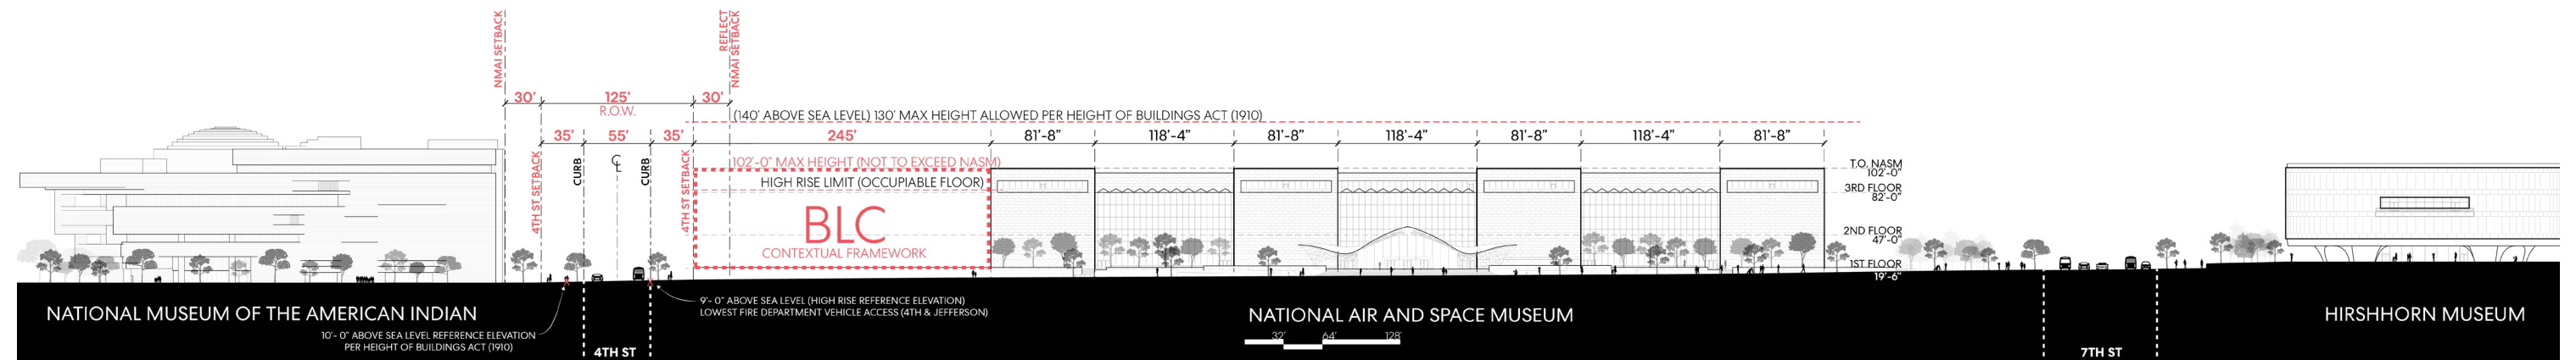 NMAI SETBACK
REFLECT
NMAI SETBACK
30'
125'
30'
R.O.W.
(140' ABOVE SEA LEVEL) 130' MAX HEIGHT ALLOWED PER HEIGHT OF BUILDINGS ACT (1910)
35'
55'
35'
245'
81'-8"
118'-4"
81'-8"
118'-4"
81'-8"
118'-4"
81'-8"
4TH ST SETBACK
CURB
CL
CURB
4TH ST SETBACK
102'-0" MAX HEIGHT (NOT TO EXCEED NASM)
HIGH RISE LIMIT (OCCUPIABLE FLOOR)
BLC
CONTEXTUAL FRAMEWORK
T.O. NASM
102'-0"
3RD FLOOR
82'-0"
2ND FLOOR
47'-0"
1ST FLOOR
19'-6"
NATIONAL MUSEUM OF THE AMERICAN INDIAN
10'- 0" ABOVE SEA LEVEL REFERENCE ELEVATION
PER HEIGHT OF BUILDINGS ACT (1910)
4TH ST
9'- 0" ABOVE SEA LEVEL (HIGH RISE REFERENCE ELEVATION)
LOWEST FIRE DEPARTMENT VEHICLE ACCESS (4TH & JEFFERSON)
NATIONAL AIR AND SPACE MUSEUM
32'
64'
128'
7TH ST
HIRSHHORN MUSEUM